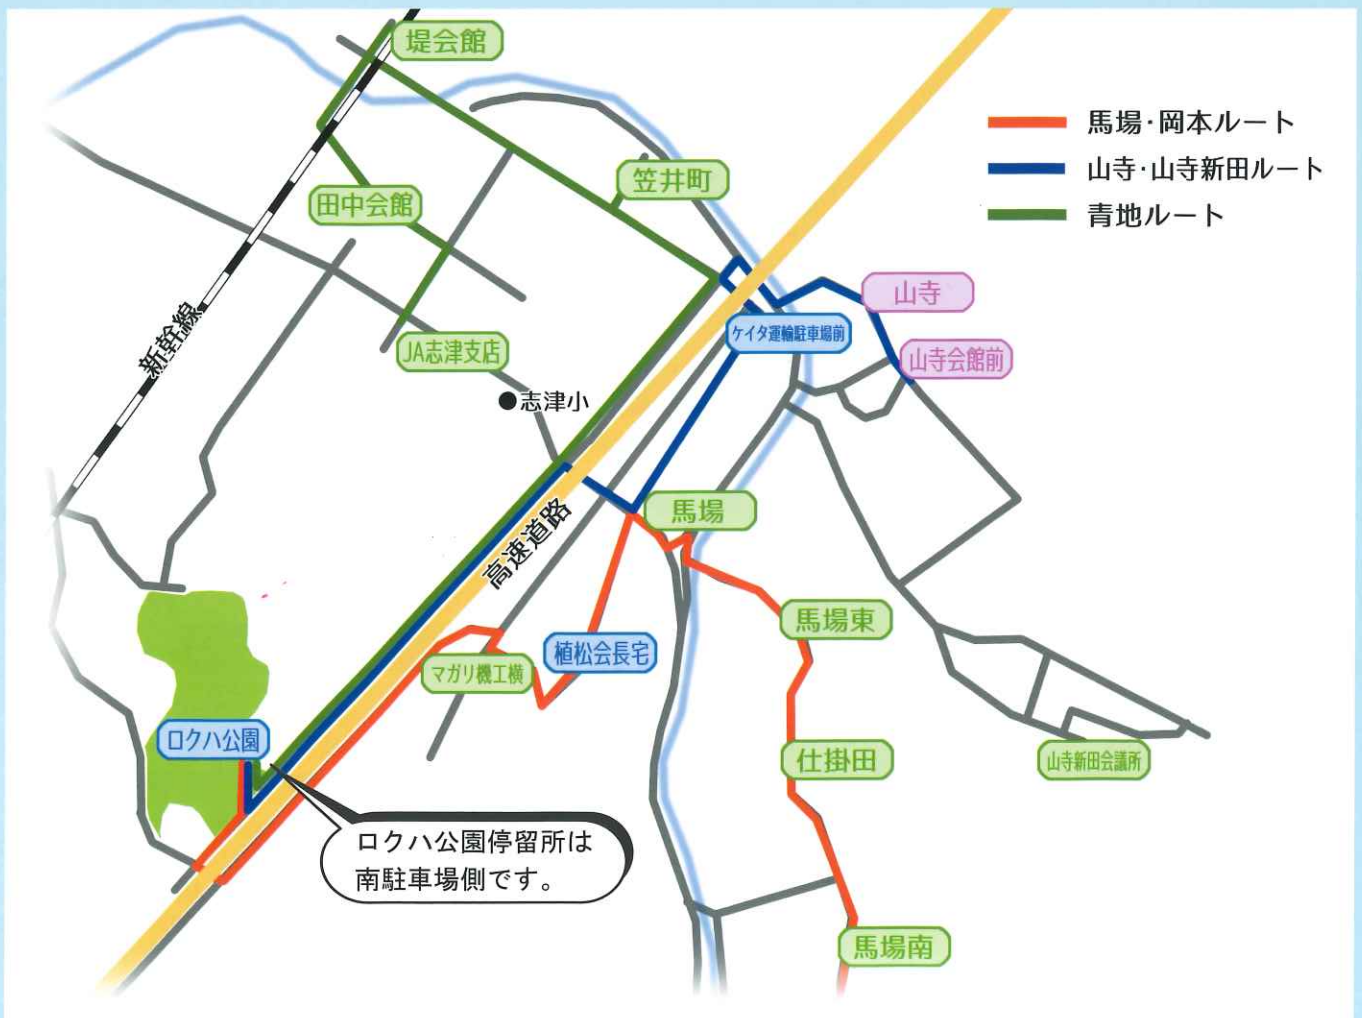 堤会館
馬場・岡本ルート
山寺・山寺新田ルート
青地ルート
笠井町
田中会館
山寺
新幹線
ケイタ運輸駐車場前
JA志津支店
山寺会館前
志津小
馬場
高速道路
馬場東
植松会長宅
マガリ機工横
ロクハ公園
仕掛田
山寺新田会議所
ロクハ公園停留所は
南駐車場側です。
馬場南